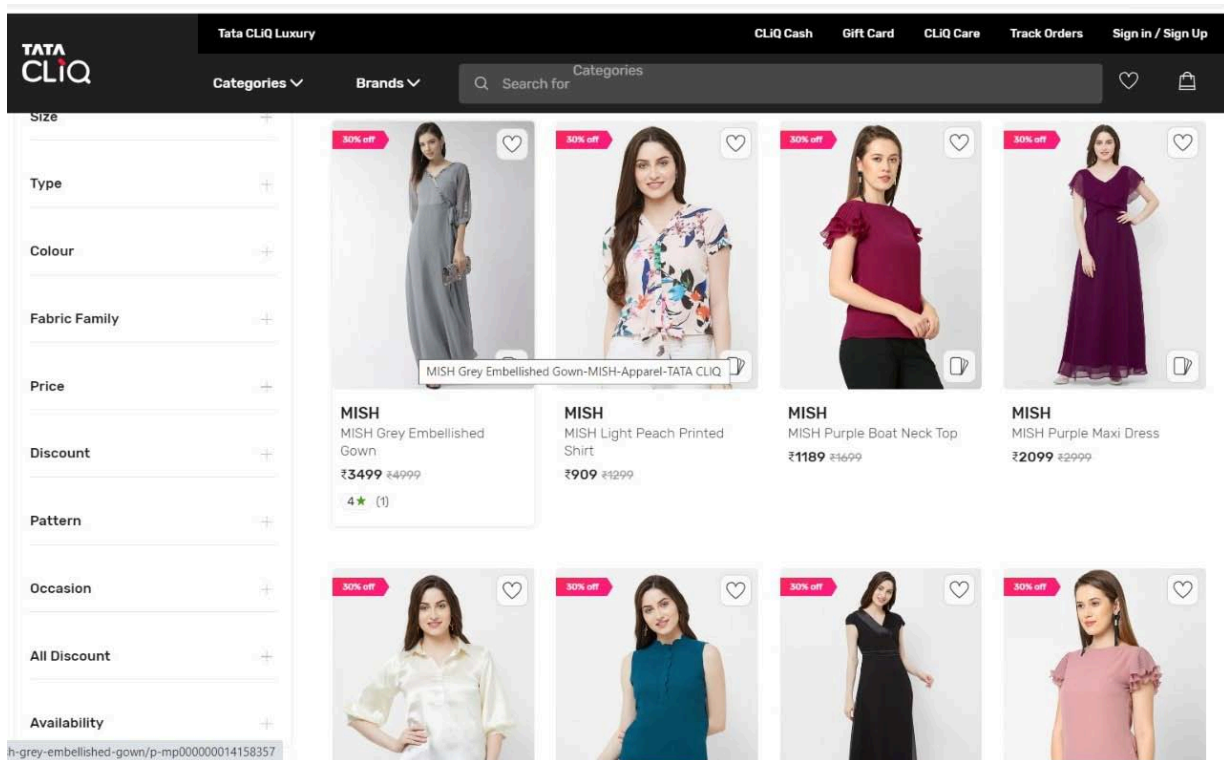 Tata CLiQ Luxury
CLiQ Cash
Gift Card
CLiQ Care
Track Orders
Sign in / Sign Up
TATA
CLiQ
Categories
Brands
Search for
Categories
Size
Type
Colour
Fabric Family
Price
Discount
Pattern
Occasion
All Discount
Availability
30% off
30% off
30% off
30% off
MISH Grey Embellished Gown-MISH-Apparel-TATA CLIQ
MISH
MISH Grey Embellished
Gown
₹3499 ₹4999
4★ (1)
MISH
MISH Light Peach Printed
Shirt
₹909 ₹1299
MISH
MISH Purple Boat Neck Top
₹1189 ₹1699
MISH
MISH Purple Maxi Dress
₹2099 ₹2999
30% off
30% off
30% off
30% off
h-grey-embellished-gown/p-mp000000014158357